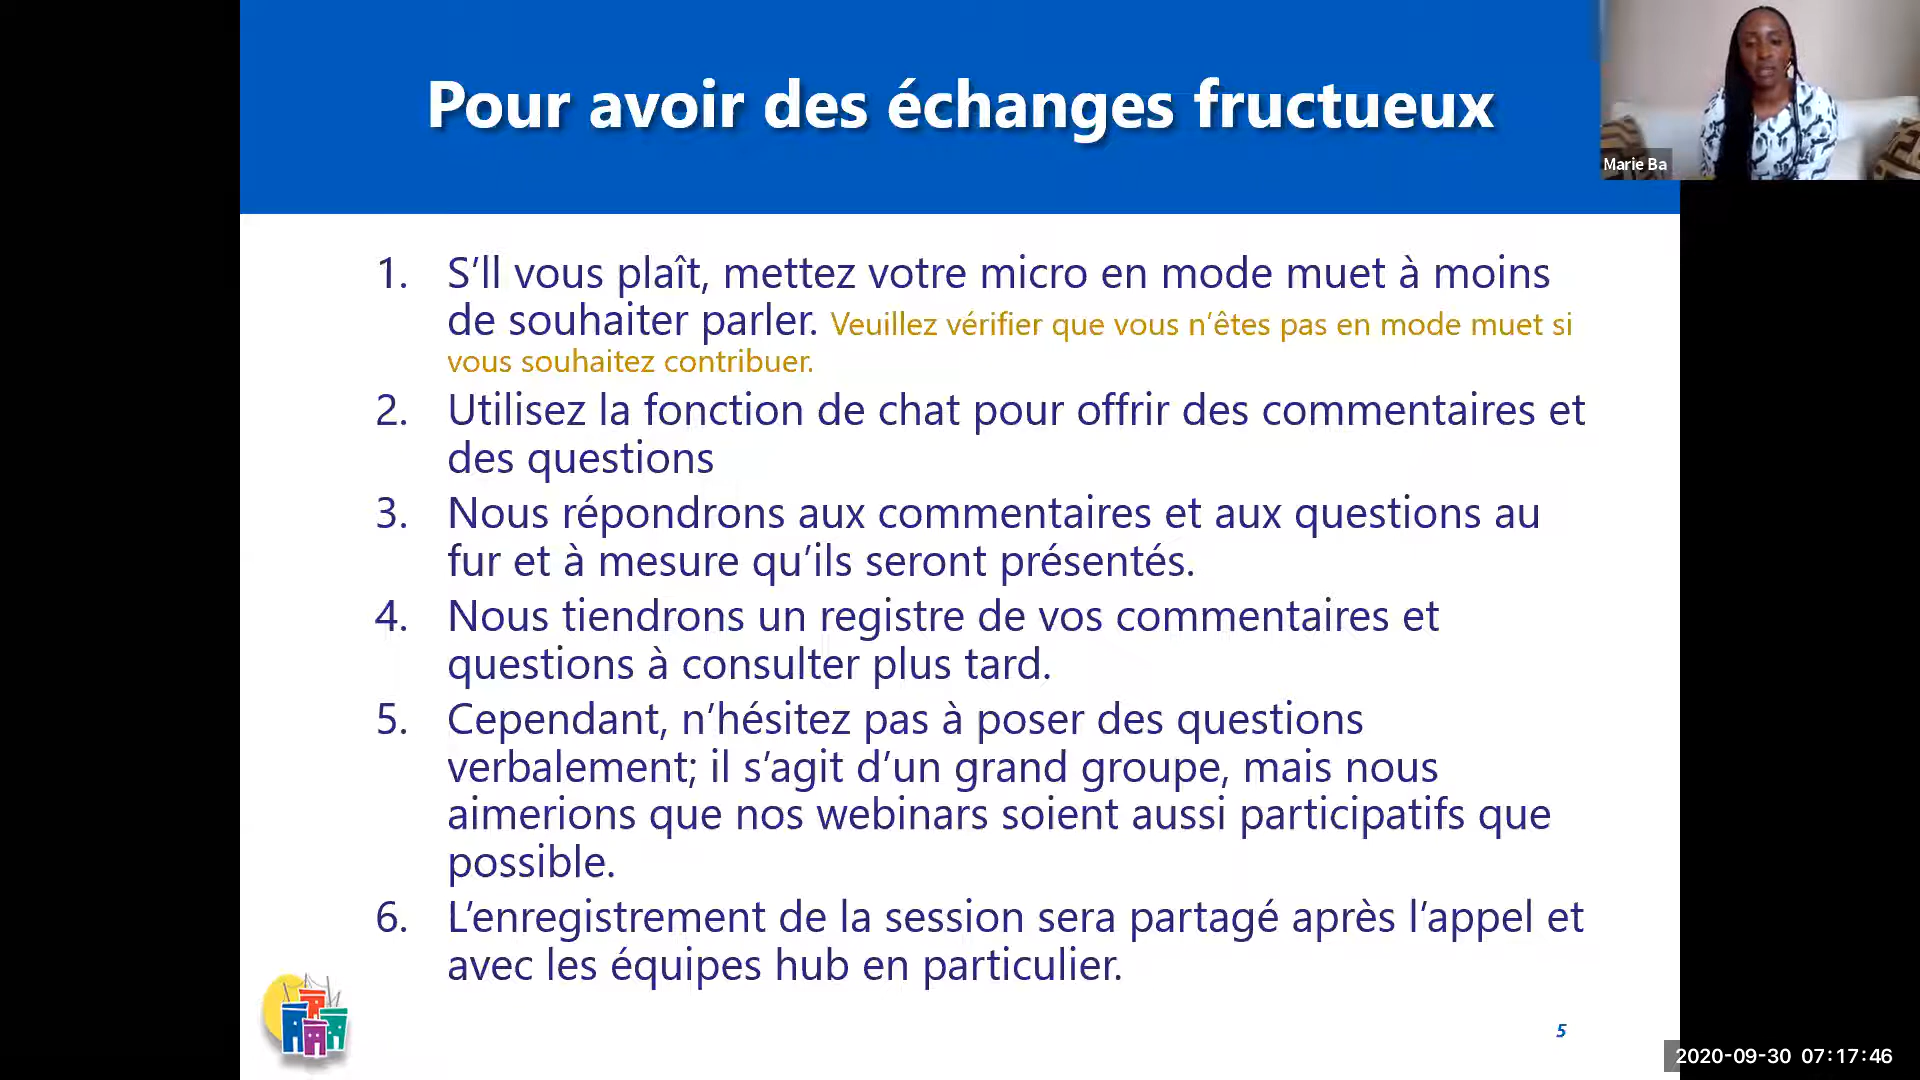 Pour avoir des échanges fructueux
Marie Ba
1. S’ll vous plaît, mettez votre micro en mode muet à moins
de souhaiter parler. Veuillez vérifier que vous n’êtes pas en mode muet si
vous souhaitez contribuer.
2. Utilisez la fonction de chat pour offrir des commentaires et
des questions
3. Nous répondrons aux commentaires et aux questions au
fur et à mesure qu’ils seront présentés.
4. Nous tiendrons un registre de vos commentaires et
questions à consulter plus tard.
5. Cependant, n’hésitez pas à poser des questions
verbalement; il s’agit d’un grand groupe, mais nous
aimerions que nos webinars soient aussi participatifs que
possible.
6. L’enregistrement de la session sera partagé après l’appel et
avec les équipes hub en particulier.
5
2020-09-30 07:17:46